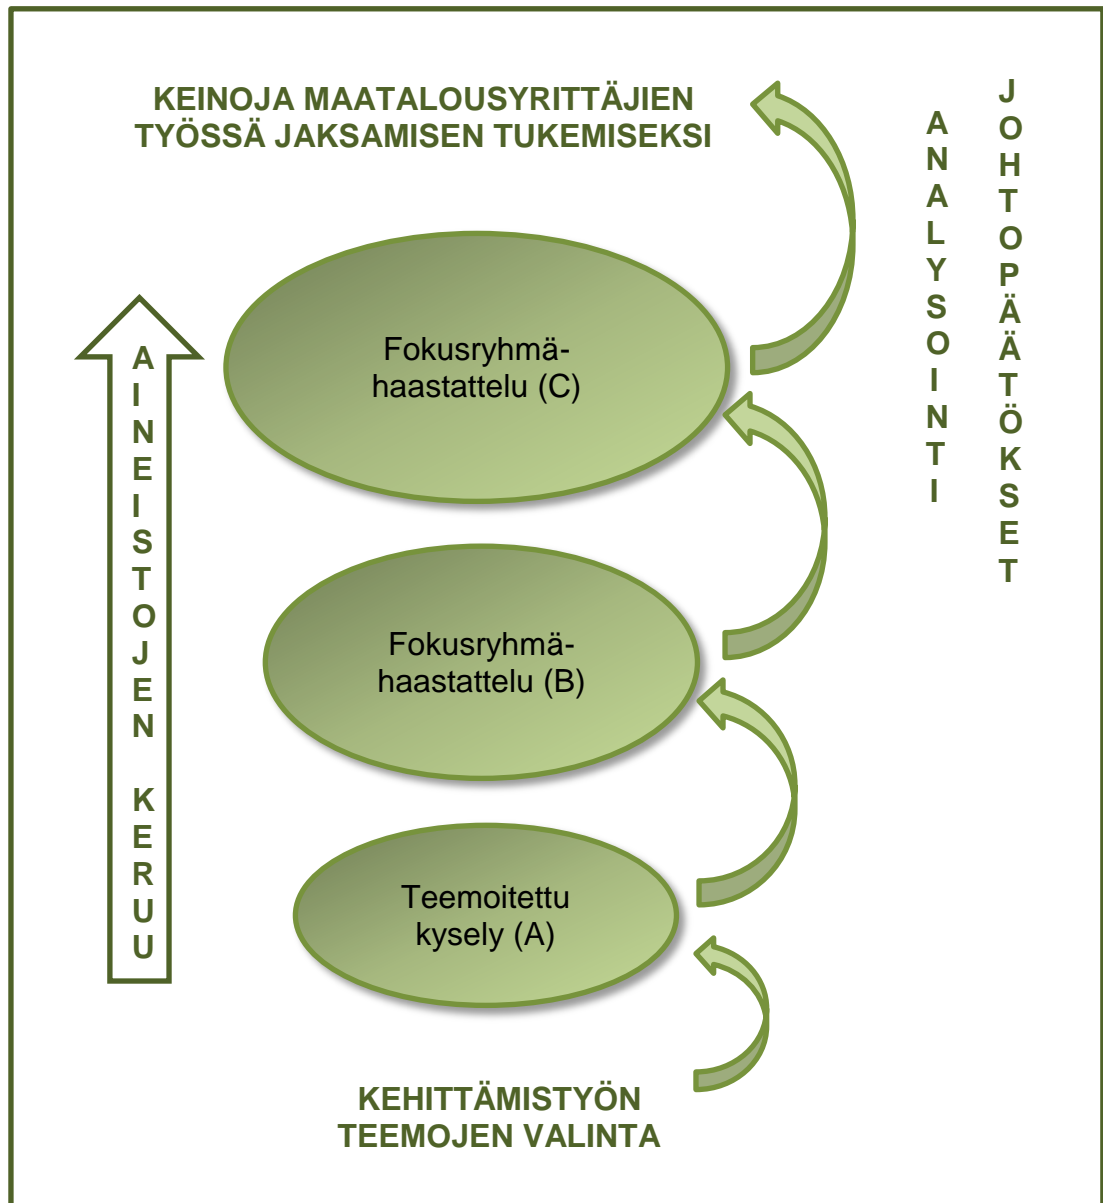 KEINOJA MAATALOUSYRITTÄJIEN
TYÖSSÄ JAKSAMISEN TUKEMISEKSI
Fokusryhmä-
haastattelu (C)
Fokusryhmä-
haastattelu (B)
Teemoitettu
kysely (A)
KEHITTÄMISTYÖN
TEEMOJEN VALINTA
AINEISTOJEN KERUU
ANALYSOINTI
JOHTOPÄÄTÖKSET